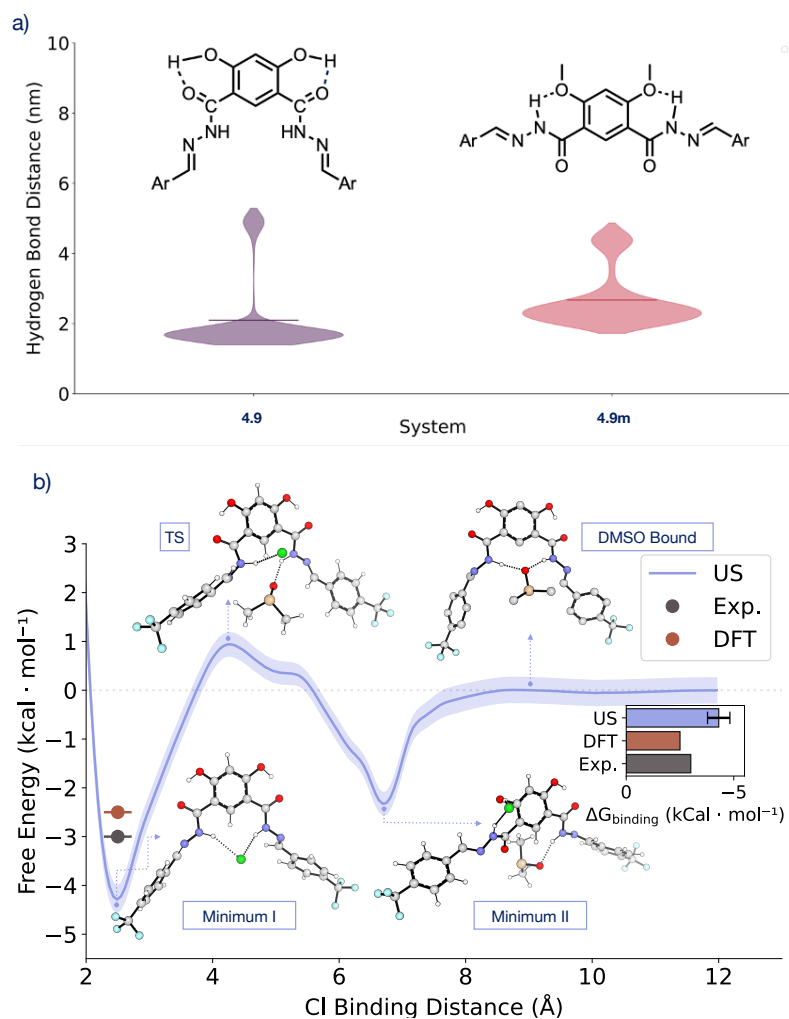 a)
Hydrogen Bond Distance (nm)
10
8
6
4
2
0
H O O H
O O
C C
NH HN
N N
Ar Ar
O O
H H
Ar N N N N Ar
O O
4.9
4.9m
System
b)
TS
DMSO Bound
Free Energy (kcal · mol⁻¹)
3
2
1
0
−1
−2
−3
−4
−5
US
Exp.
DFT
US
DFT
Exp.
0 −5
ΔGbinding (kCal · mol⁻¹)
Minimum I
Minimum II
2 4 6 8 10 12
Cl Binding Distance (Å)